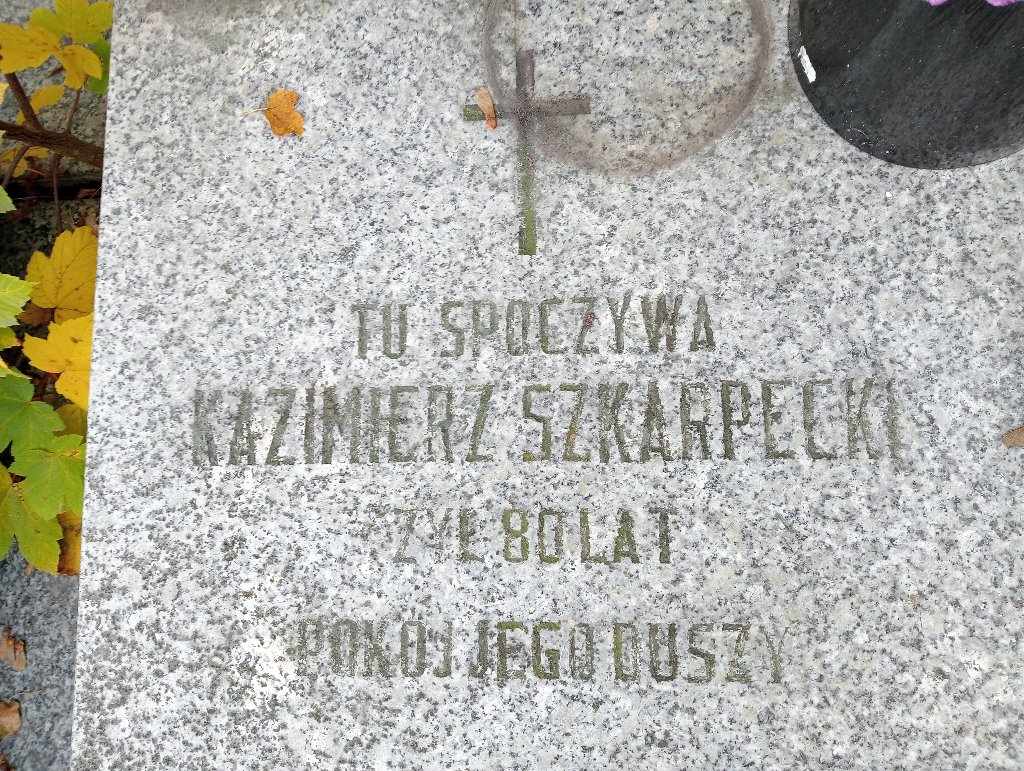 TU SPOCZYWA
KAZIMIERZ SZKARPECKI
ŻYŁ 80 LAT
POKÓJ JEGO DUSZY